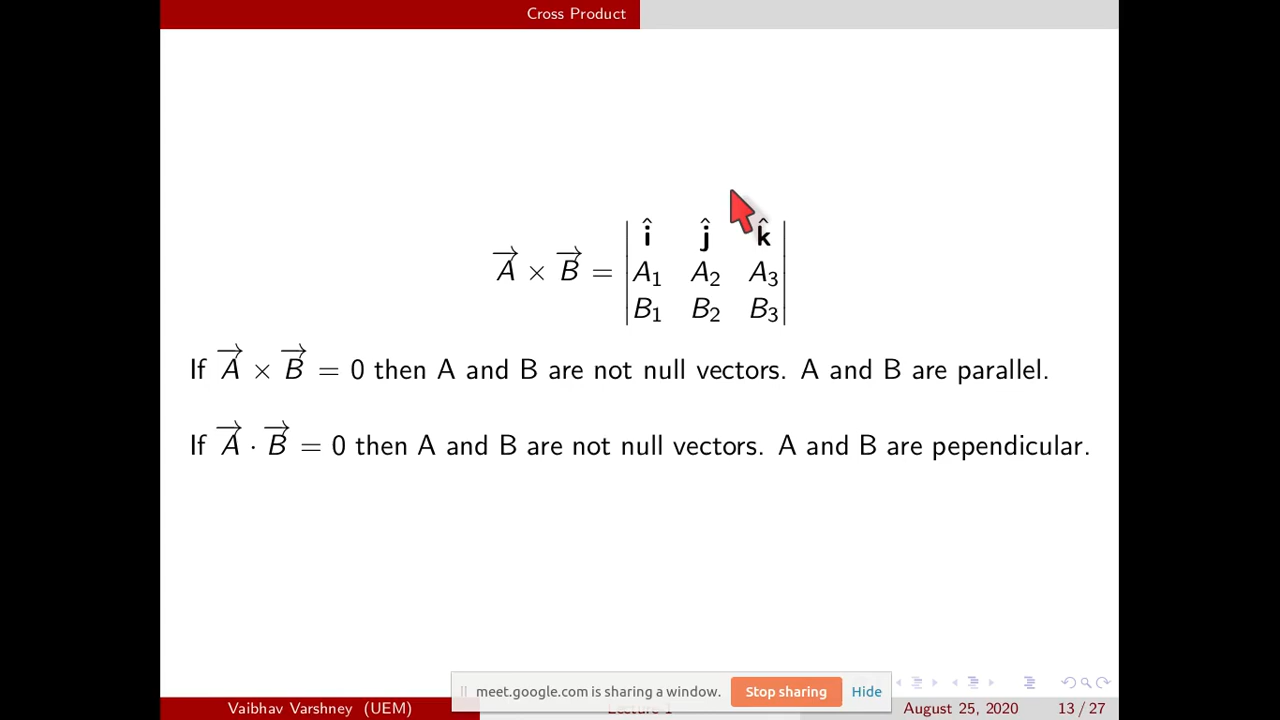 Cross Product
î ĵ k̂
A⃗ × B⃗ = | A₁ A₂ A₃ |
B₁ B₂ B₃
If A⃗ × B⃗ = 0 then A and B are not null vectors. A and B are parallel.
If A⃗ · B⃗ = 0 then A and B are not null vectors. A and B are pependicular.
meet.google.com is sharing a window. Stop sharing Hide
Vaibhav Varshney (UEM) Lecture 1 August 25, 2020 13 / 27